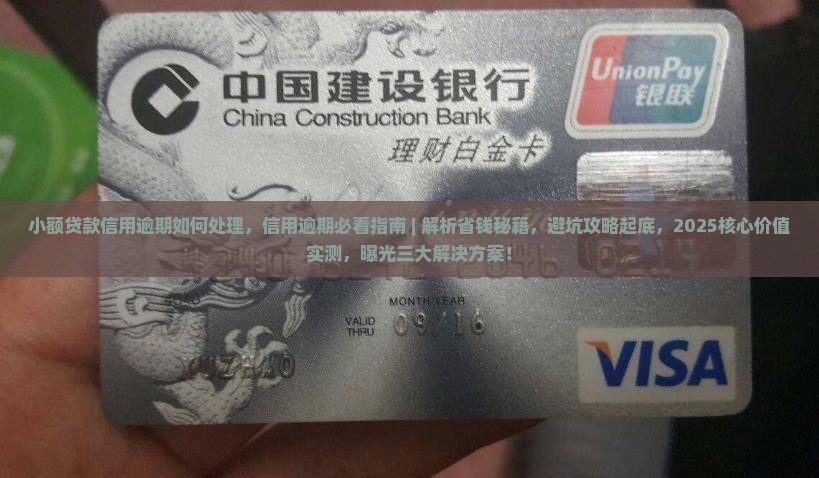 中国建设银行
China Construction Bank
UnionPay
银联
理财白金卡
小额贷款信用逾期如何处理，信用逾期必看指南 | 解析省钱秘籍，避坑攻略起底，2025核心价值
实测，曝光三大解决方案！
MONTH/YEAR
VALID
THRU
09/16
VISA